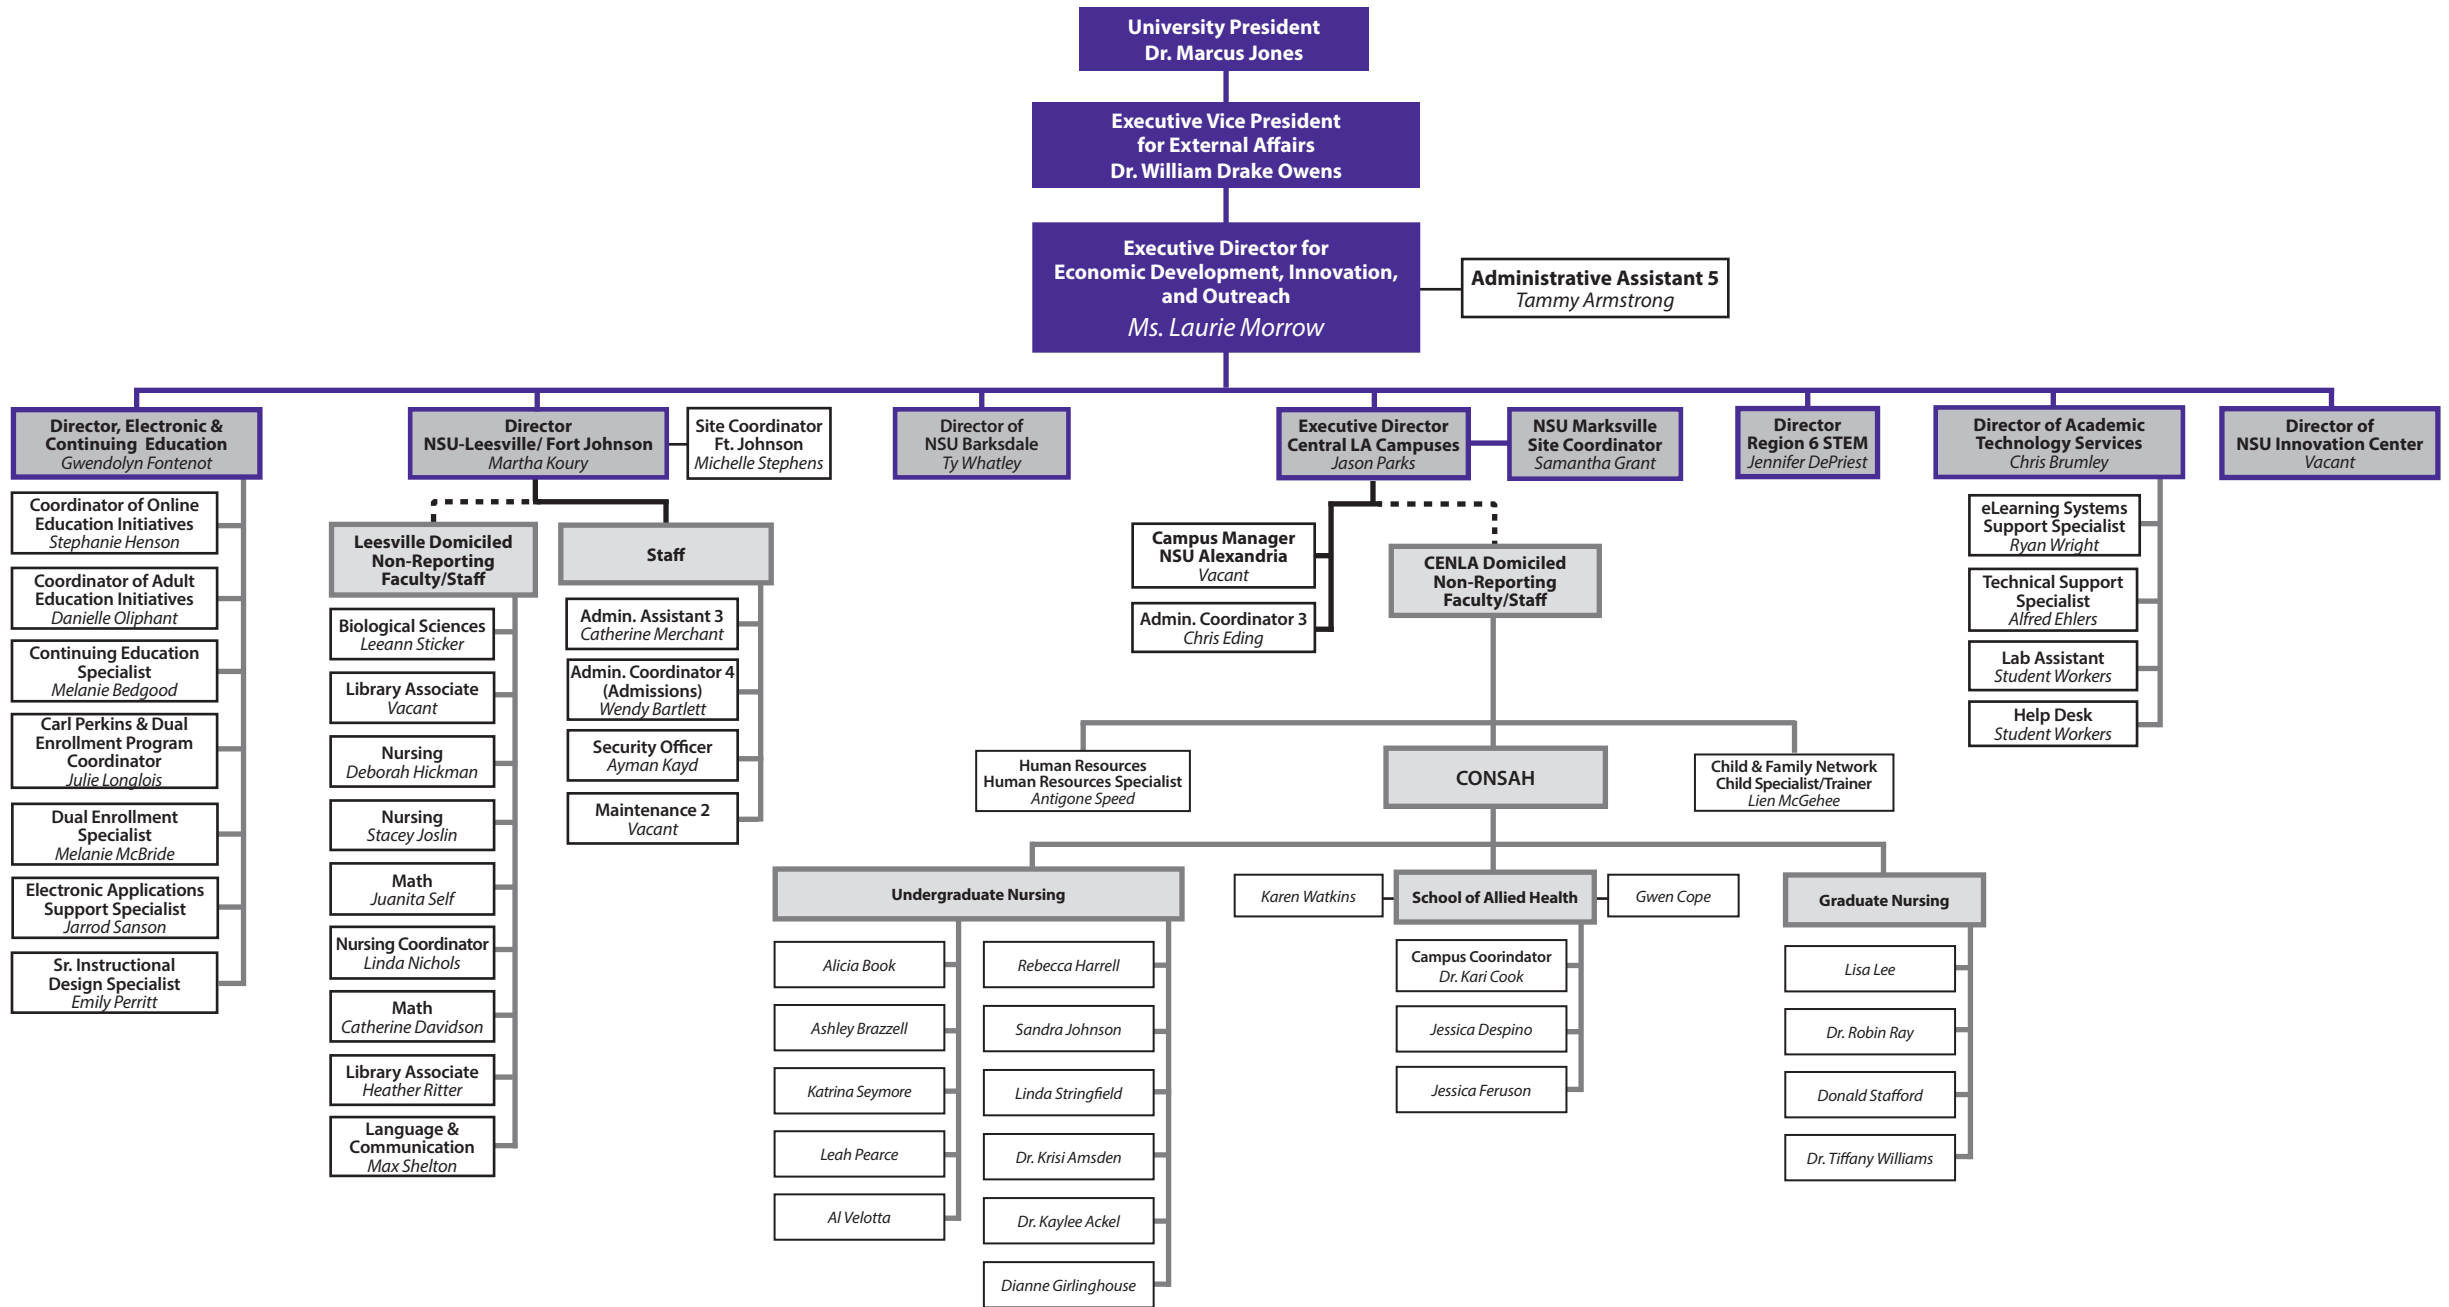 University President
Dr. Marcus Jones
Executive Vice President
for External Affairs
Dr. William Drake Owens
Executive Director for
Economic Development, Innovation,
and Outreach
Ms. Laurie Morrow
Administrative Assistant 5
Tammy Armstrong
Director, Electronic &
Continuing Education
Gwendolyn Fontenot
Director
NSU-Leesville/ Fort Johnson
Martha Koury
Site Coordinator
Ft. Johnson
Michelle Stephens
Director of
NSU Barksdale
Ty Whatley
Executive Director
Central LA Campuses
Jason Parks
NSU Marksville
Site Coordinator
Samantha Grant
Director
Region 6 STEM
Jennifer DePriest
Director of Academic
Technology Services
Chris Brumley
Director of
NSU Innovation Center
Vacant
Coordinator of Online
Education Initiatives
Stephanie Henson
Coordinator of Adult
Education Initiatives
Danielle Oliphant
Continuing Education
Specialist
Melanie Bedgood
Carl Perkins & Dual
Enrollment Program
Coordinator
Julie Longlois
Dual Enrollment
Specialist
Melanie McBride
Electronic Applications
Support Specialist
Jarrod Sanson
Sr. Instructional
Design Specialist
Emily Perritt
Leesville Domiciled
Non-Reporting
Faculty/Staff
Biological Sciences
Leeann Sticker
Library Associate
Vacant
Nursing
Deborah Hickman
Nursing
Stacey Joslin
Math
Juanita Self
Nursing Coordinator
Linda Nichols
Math
Catherine Davidson
Library Associate
Heather Ritter
Language &
Communication
Max Shelton
Staff
Admin. Assistant 3
Catherine Merchant
Admin. Coordinator 4
(Admissions)
Wendy Bartlett
Security Officer
Ayman Kayd
Maintenance 2
Vacant
Campus Manager
NSU Alexandria
Vacant
Admin. Coordinator 3
Chris Eding
CENLA Domiciled
Non-Reporting
Faculty/Staff
Human Resources
Human Resources Specialist
Antigone Speed
CONSAH
Child & Family Network
Child Specialist/Trainer
Lien McGehee
Undergraduate Nursing
Alicia Book
Ashley Brazzell
Katrina Seymore
Leah Pearce
Al Velotta
Rebecca Harrell
Sandra Johnson
Linda Stringfield
Dr. Krisi Amsden
Dr. Kaylee Ackel
Dianne Girlinghouse
Karen Watkins
School of Allied Health
Gwen Cope
Campus Coorindator
Dr. Kari Cook
Jessica Despino
Jessica Feruson
Graduate Nursing
Lisa Lee
Dr. Robin Ray
Donald Stafford
Dr. Tiffany Williams
eLearning Systems
Support Specialist
Ryan Wright
Technical Support
Specialist
Alfred Ehlers
Lab Assistant
Student Workers
Help Desk
Student Workers